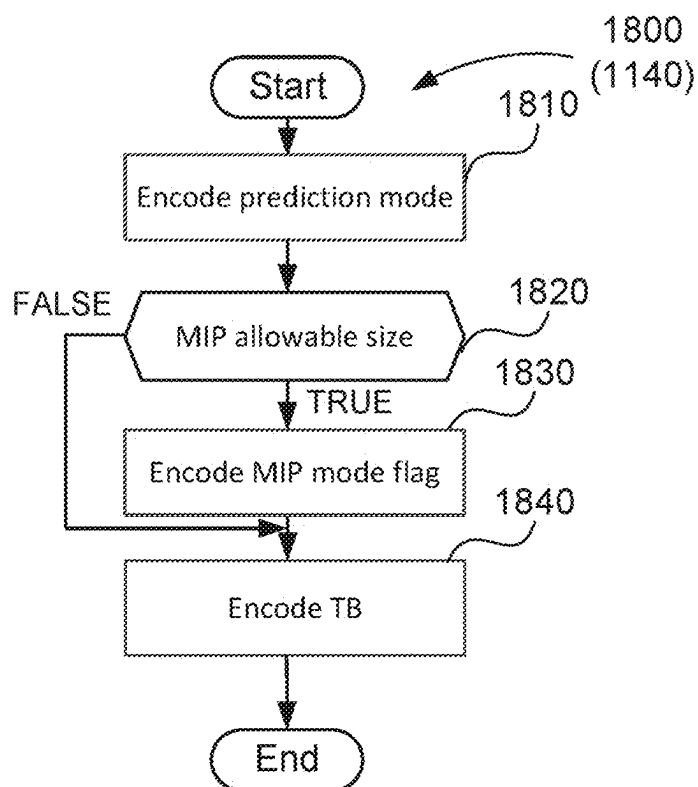 1800
(1140)
Start
1810
Encode prediction mode
FALSE
1820
MIP allowable size
TRUE
1830
Encode MIP mode flag
1840
Encode TB
End